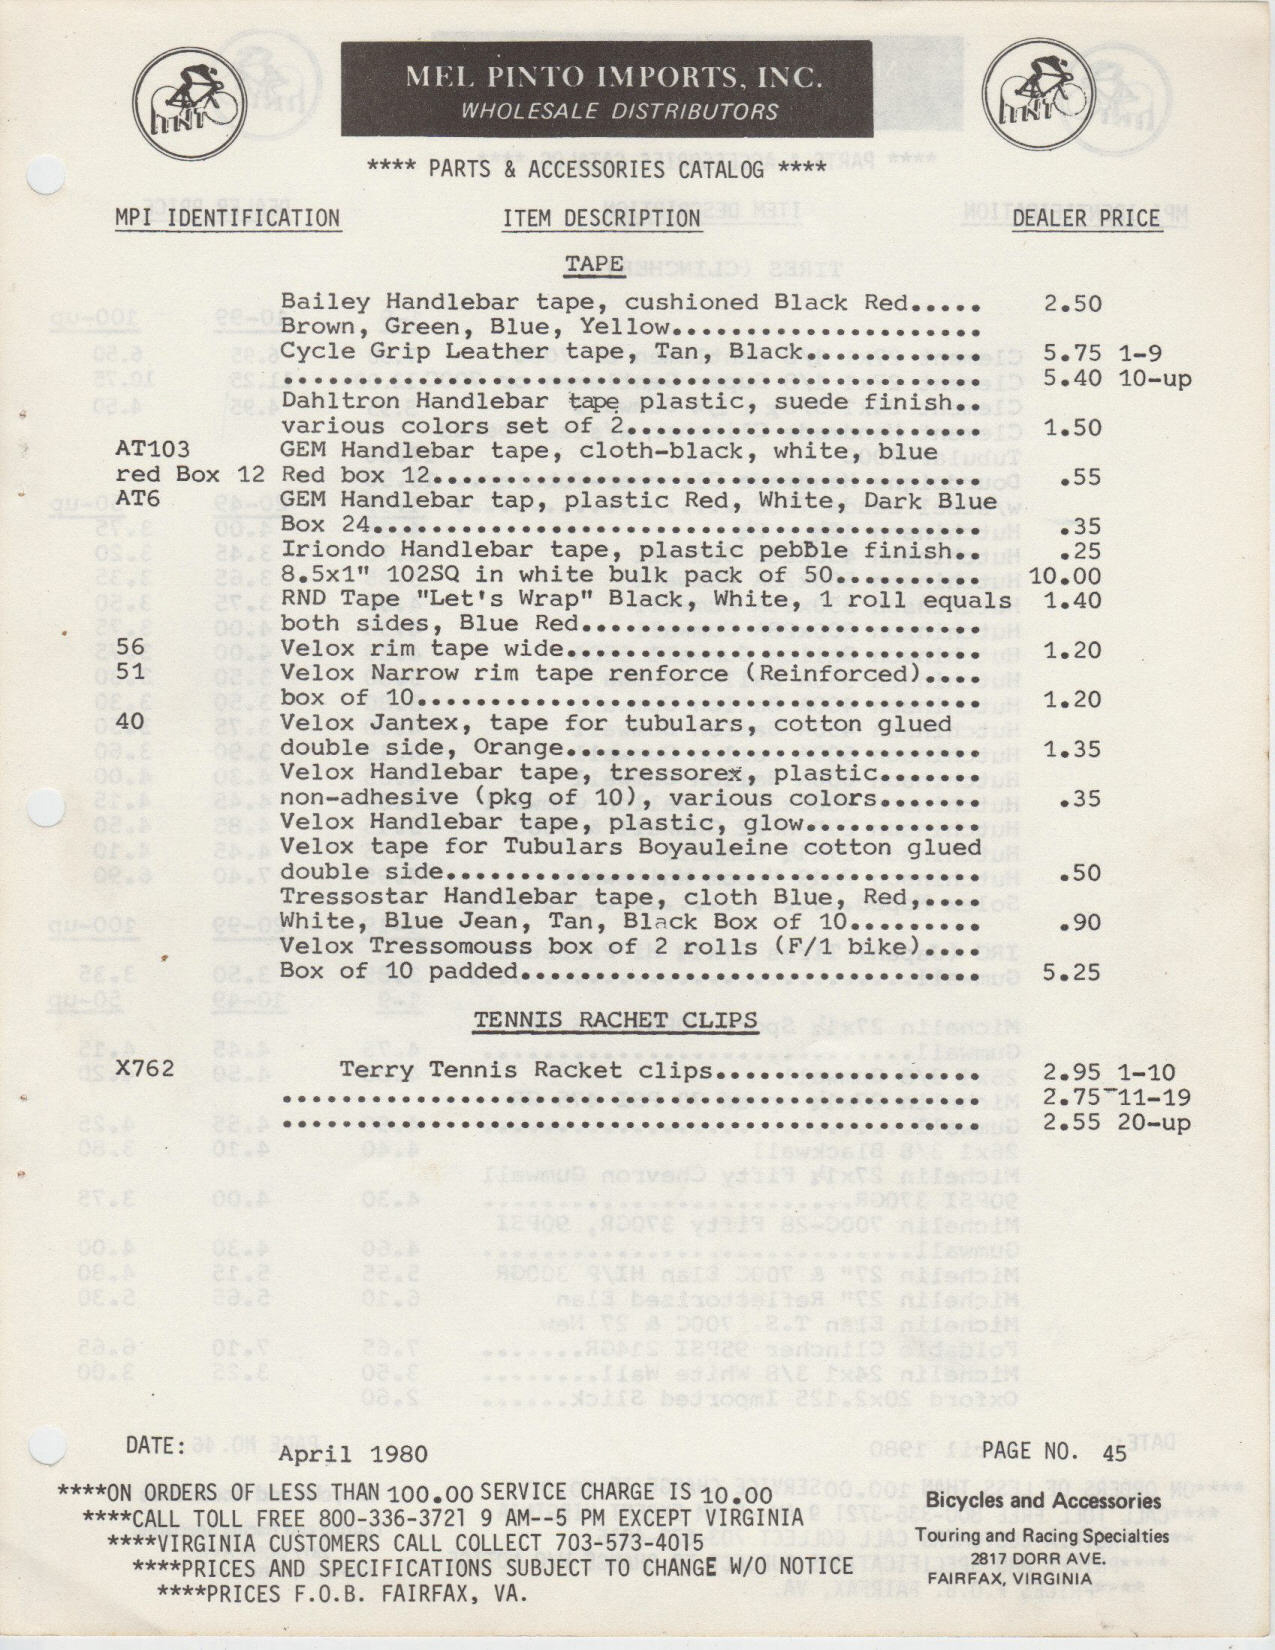 MEL PINTO IMPORTS, INC.
WHOLESALE DISTRIBUTORS
**** PARTS & ACCESSORIES CATALOG ****
MPI IDENTIFICATION ITEM DESCRIPTION DEALER PRICE
TAPE
Bailey Handlebar tape, cushioned Black Red..... 2.50
Brown, Green, Blue, Yellow.....................
Cycle Grip Leather tape, Tan, Black............ 5.75 1-9
............................................... 5.40 10-up
Dahltron Handlebar tape plastic, suede finish..
various colors set of 2........................ 1.50
AT103 GEM Handlebar tape, cloth-black, white, blue
red Box 12 Red box 12..................................... .55
AT6 GEM Handlebar tap, plastic Red, White, Dark Blue
Box 24......................................... .35
Iriondo Handlebar tape, plastic pebble finish.. .25
8.5x1" 102SQ in white bulk pack of 50.......... 10.00
RND Tape "Let's Wrap" Black, White, 1 roll equals 1.40
both sides, Blue Red...........................
56 Velox rim tape wide............................ 1.20
51 Velox Narrow rim tape renforce (Reinforced)....
box of 10...................................... 1.20
40 Velox Jantex, tape for tubulars, cotton glued
double side, Orange............................ 1.35
Velox Handlebar tape, tressorex, plastic.......
non-adhesive (pkg of 10), various colors....... .35
Velox Handlebar tape, plastic, glow............
Velox tape for Tubulars Boyauleine cotton glued
double side.................................... .50
Tressostar Handlebar tape, cloth Blue, Red,....
White, Blue Jean, Tan, Black Box of 10......... .90
Velox Tressomouss box of 2 rolls (F/1 bike)....
Box of 10 padded............................... 5.25
TENNIS RACHET CLIPS
X762 Terry Tennis Racket clips.................. 2.95 1-10
............................................... 2.75 11-19
............................................... 2.55 20-up
DATE: April 1980 PAGE NO. 45
****ON ORDERS OF LESS THAN 100.00 SERVICE CHARGE IS 10.00
****CALL TOLL FREE 800-336-3721 9 AM--5 PM EXCEPT VIRGINIA
****VIRGINIA CUSTOMERS CALL COLLECT 703-573-4015
****PRICES AND SPECIFICATIONS SUBJECT TO CHANGE W/O NOTICE
****PRICES F.O.B. FAIRFAX, VA.
Bicycles and Accessories
Touring and Racing Specialties
2817 DORR AVE.
FAIRFAX, VIRGINIA